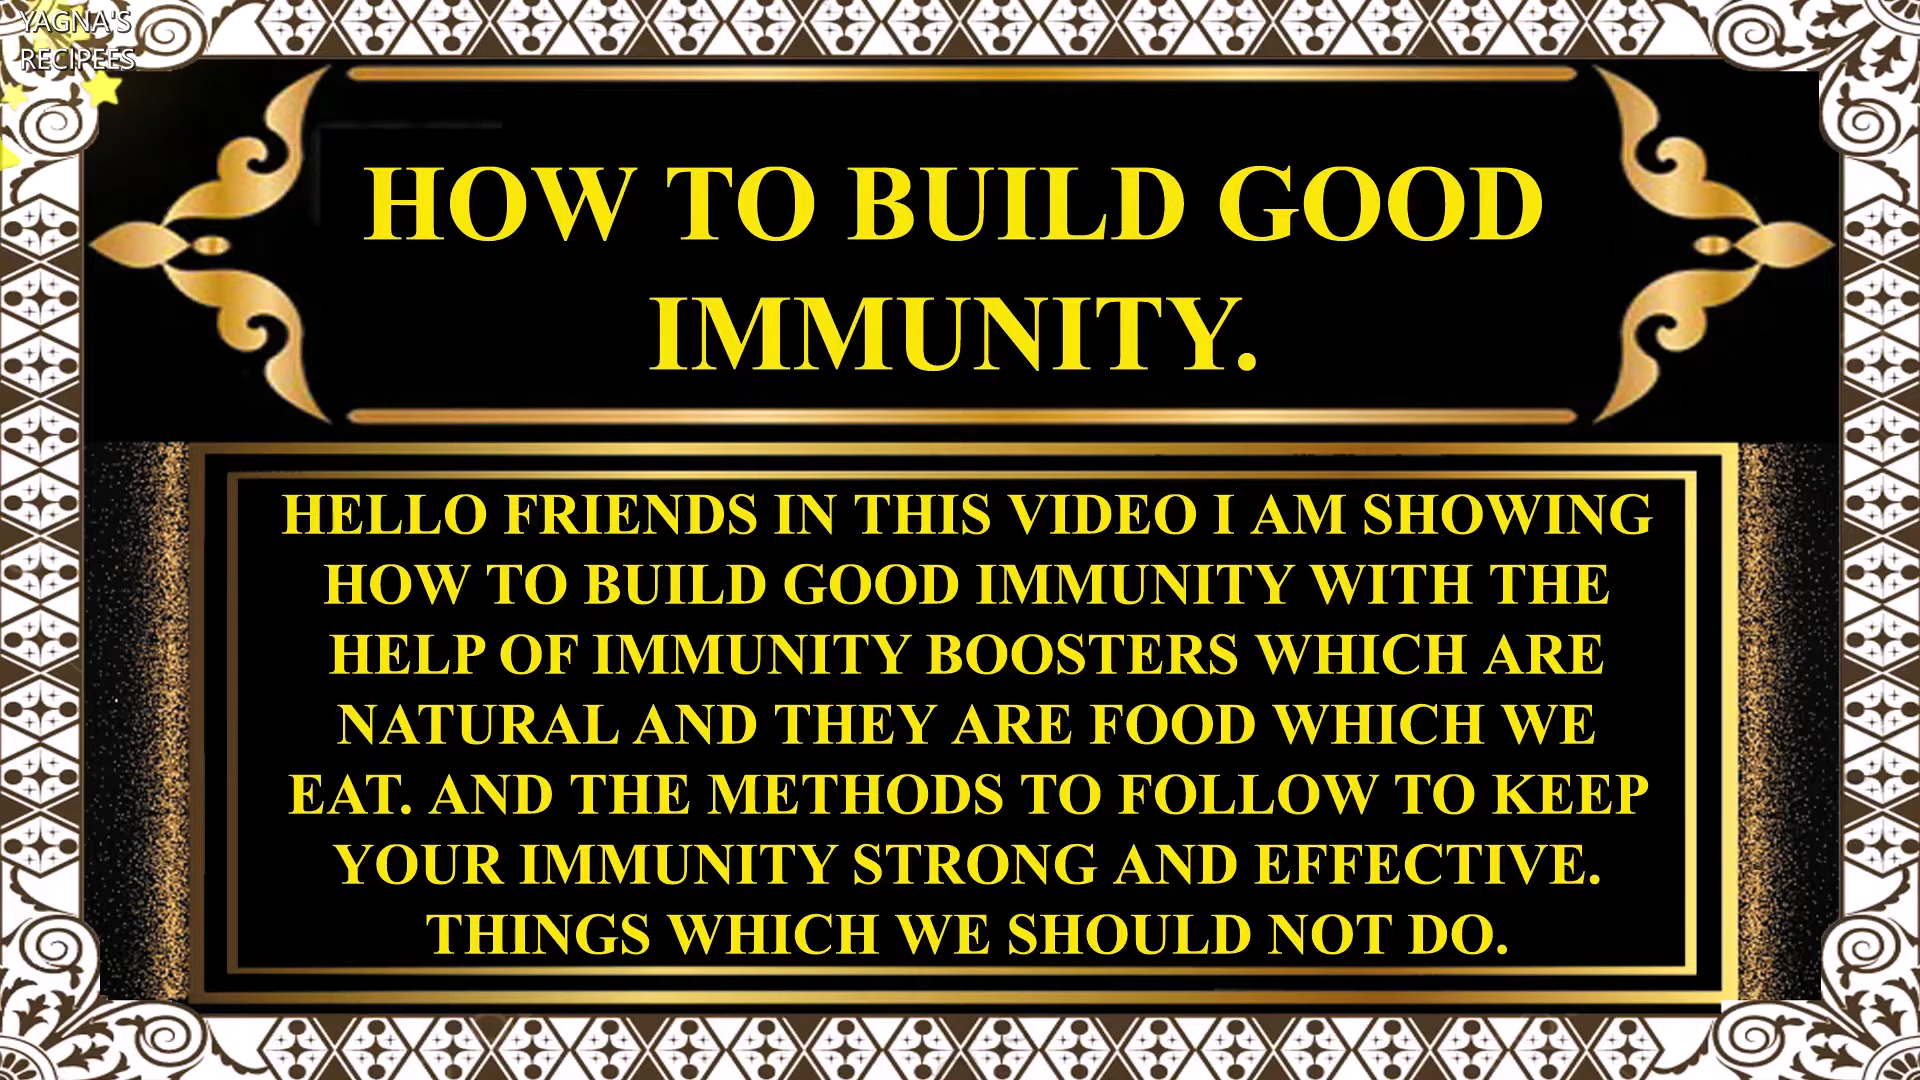 YAGNA'S
RECIPEES
HOW TO BUILD GOOD
IMMUNITY.
HELLO FRIENDS IN THIS VIDEO I AM SHOWING
HOW TO BUILD GOOD IMMUNITY WITH THE
HELP OF IMMUNITY BOOSTERS WHICH ARE
NATURAL AND THEY ARE FOOD WHICH WE
EAT. AND THE METHODS TO FOLLOW TO KEEP
YOUR IMMUNITY STRONG AND EFFECTIVE.
THINGS WHICH WE SHOULD NOT DO.